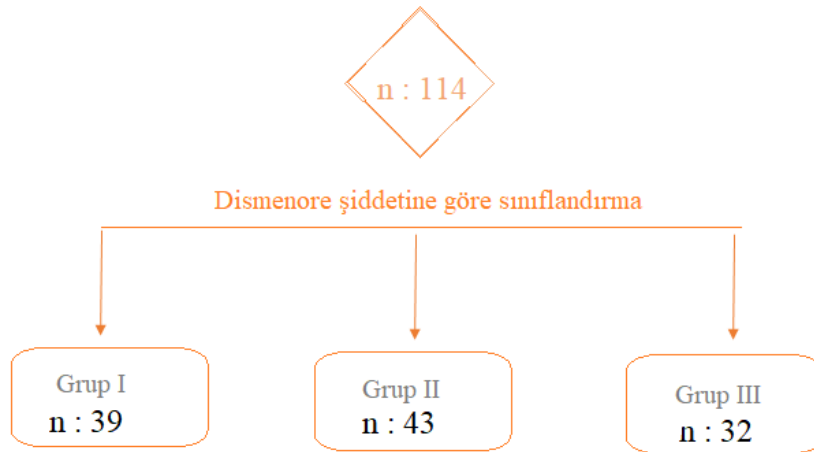 n : 114
Dismenore şiddetine göre sınıflandırma
Grup I
n : 39
Grup II
n : 43
Grup III
n : 32